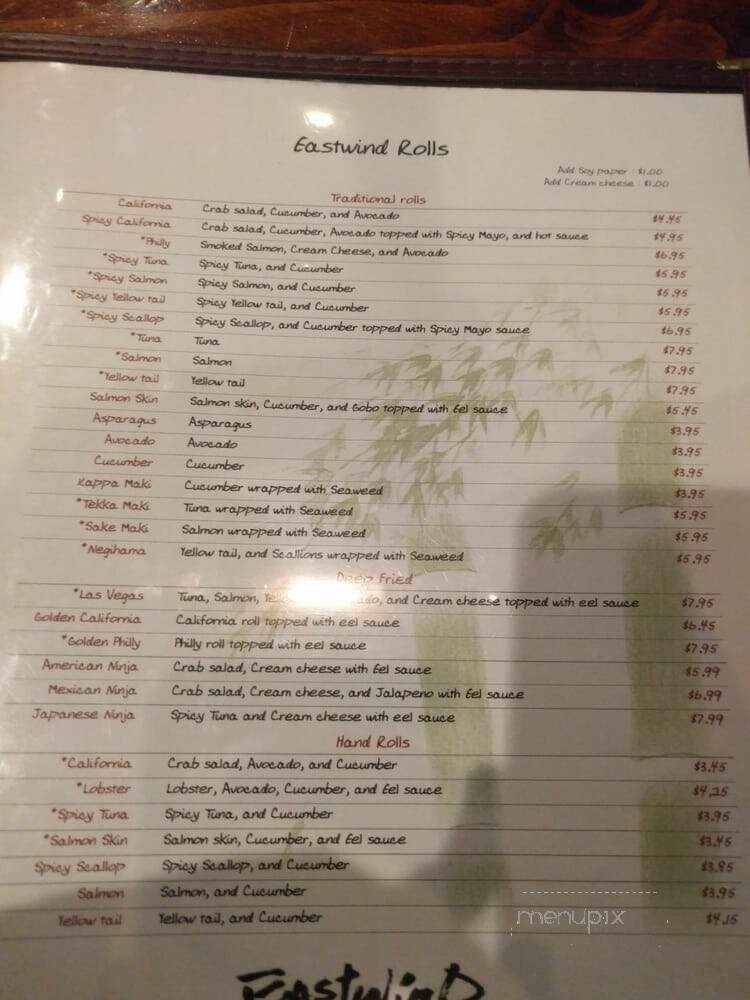 Eastwind Rolls
Add Soy paper : $1.00
Add Cream cheese : $1.00
Traditional rolls
California Crab salad, Cucumber, and Avocado $4.45
Spicy California Crab salad, Cucumber, Avocado topped with Spicy Mayo, and hot sauce $4.95
*Philly Smoked Salmon, Cream Cheese, and Avocado $6.95
*Spicy Tuna Spicy Tuna, and Cucumber $5.95
*Spicy Salmon Spicy Salmon, and Cucumber $5.95
*Spicy Yellow tail Spicy Yellow tail, and Cucumber $5.95
*Spicy Scallop Spicy Scallop, and Cucumber topped with Spicy Mayo sauce $6.95
*Tuna Tuna $7.95
*Salmon Salmon $7.95
*Yellow tail Yellow tail $7.95
Salmon Skin Salmon skin, Cucumber, and Gobo topped with Eel sauce $5.45
Asparagus Asparagus $3.95
Avocado Avocado $3.95
Cucumber Cucumber $3.95
Kappa Maki Cucumber wrapped with Seaweed $3.95
*Tekka Maki Tuna wrapped with Seaweed $5.95
*Sake Maki Salmon wrapped with Seaweed $5.95
*Negihama Yellow tail, and Scallions wrapped with Seaweed $5.95
Deep Fried
*Las Vegas Tuna, Salmon, and Cream cheese topped with eel sauce $7.95
Golden California California roll topped with eel sauce $6.45
*Golden Philly Philly roll topped with eel sauce $7.95
American Ninja Crab salad, Cream cheese with Eel sauce $5.99
Mexican Ninja Crab salad, Cream cheese, and Jalapeno with Eel sauce $6.99
Japanese Ninja Spicy Tuna and Cream cheese with eel sauce $7.99
Hand Rolls
*California Crab salad, Avocado, and Cucumber $3.45
*Lobster Lobster, Avocado, Cucumber, and Eel sauce $4.25
*Spicy Tuna Spicy Tuna, and Cucumber $3.95
*Salmon Skin Salmon skin, Cucumber, and Eel sauce $3.45
Spicy Scallop Spicy Scallop, and Cucumber $3.85
Salmon Salmon, and Cucumber $3.95
Yellow tail Yellow tail, and Cucumber $4.15
menupix
EastwinD